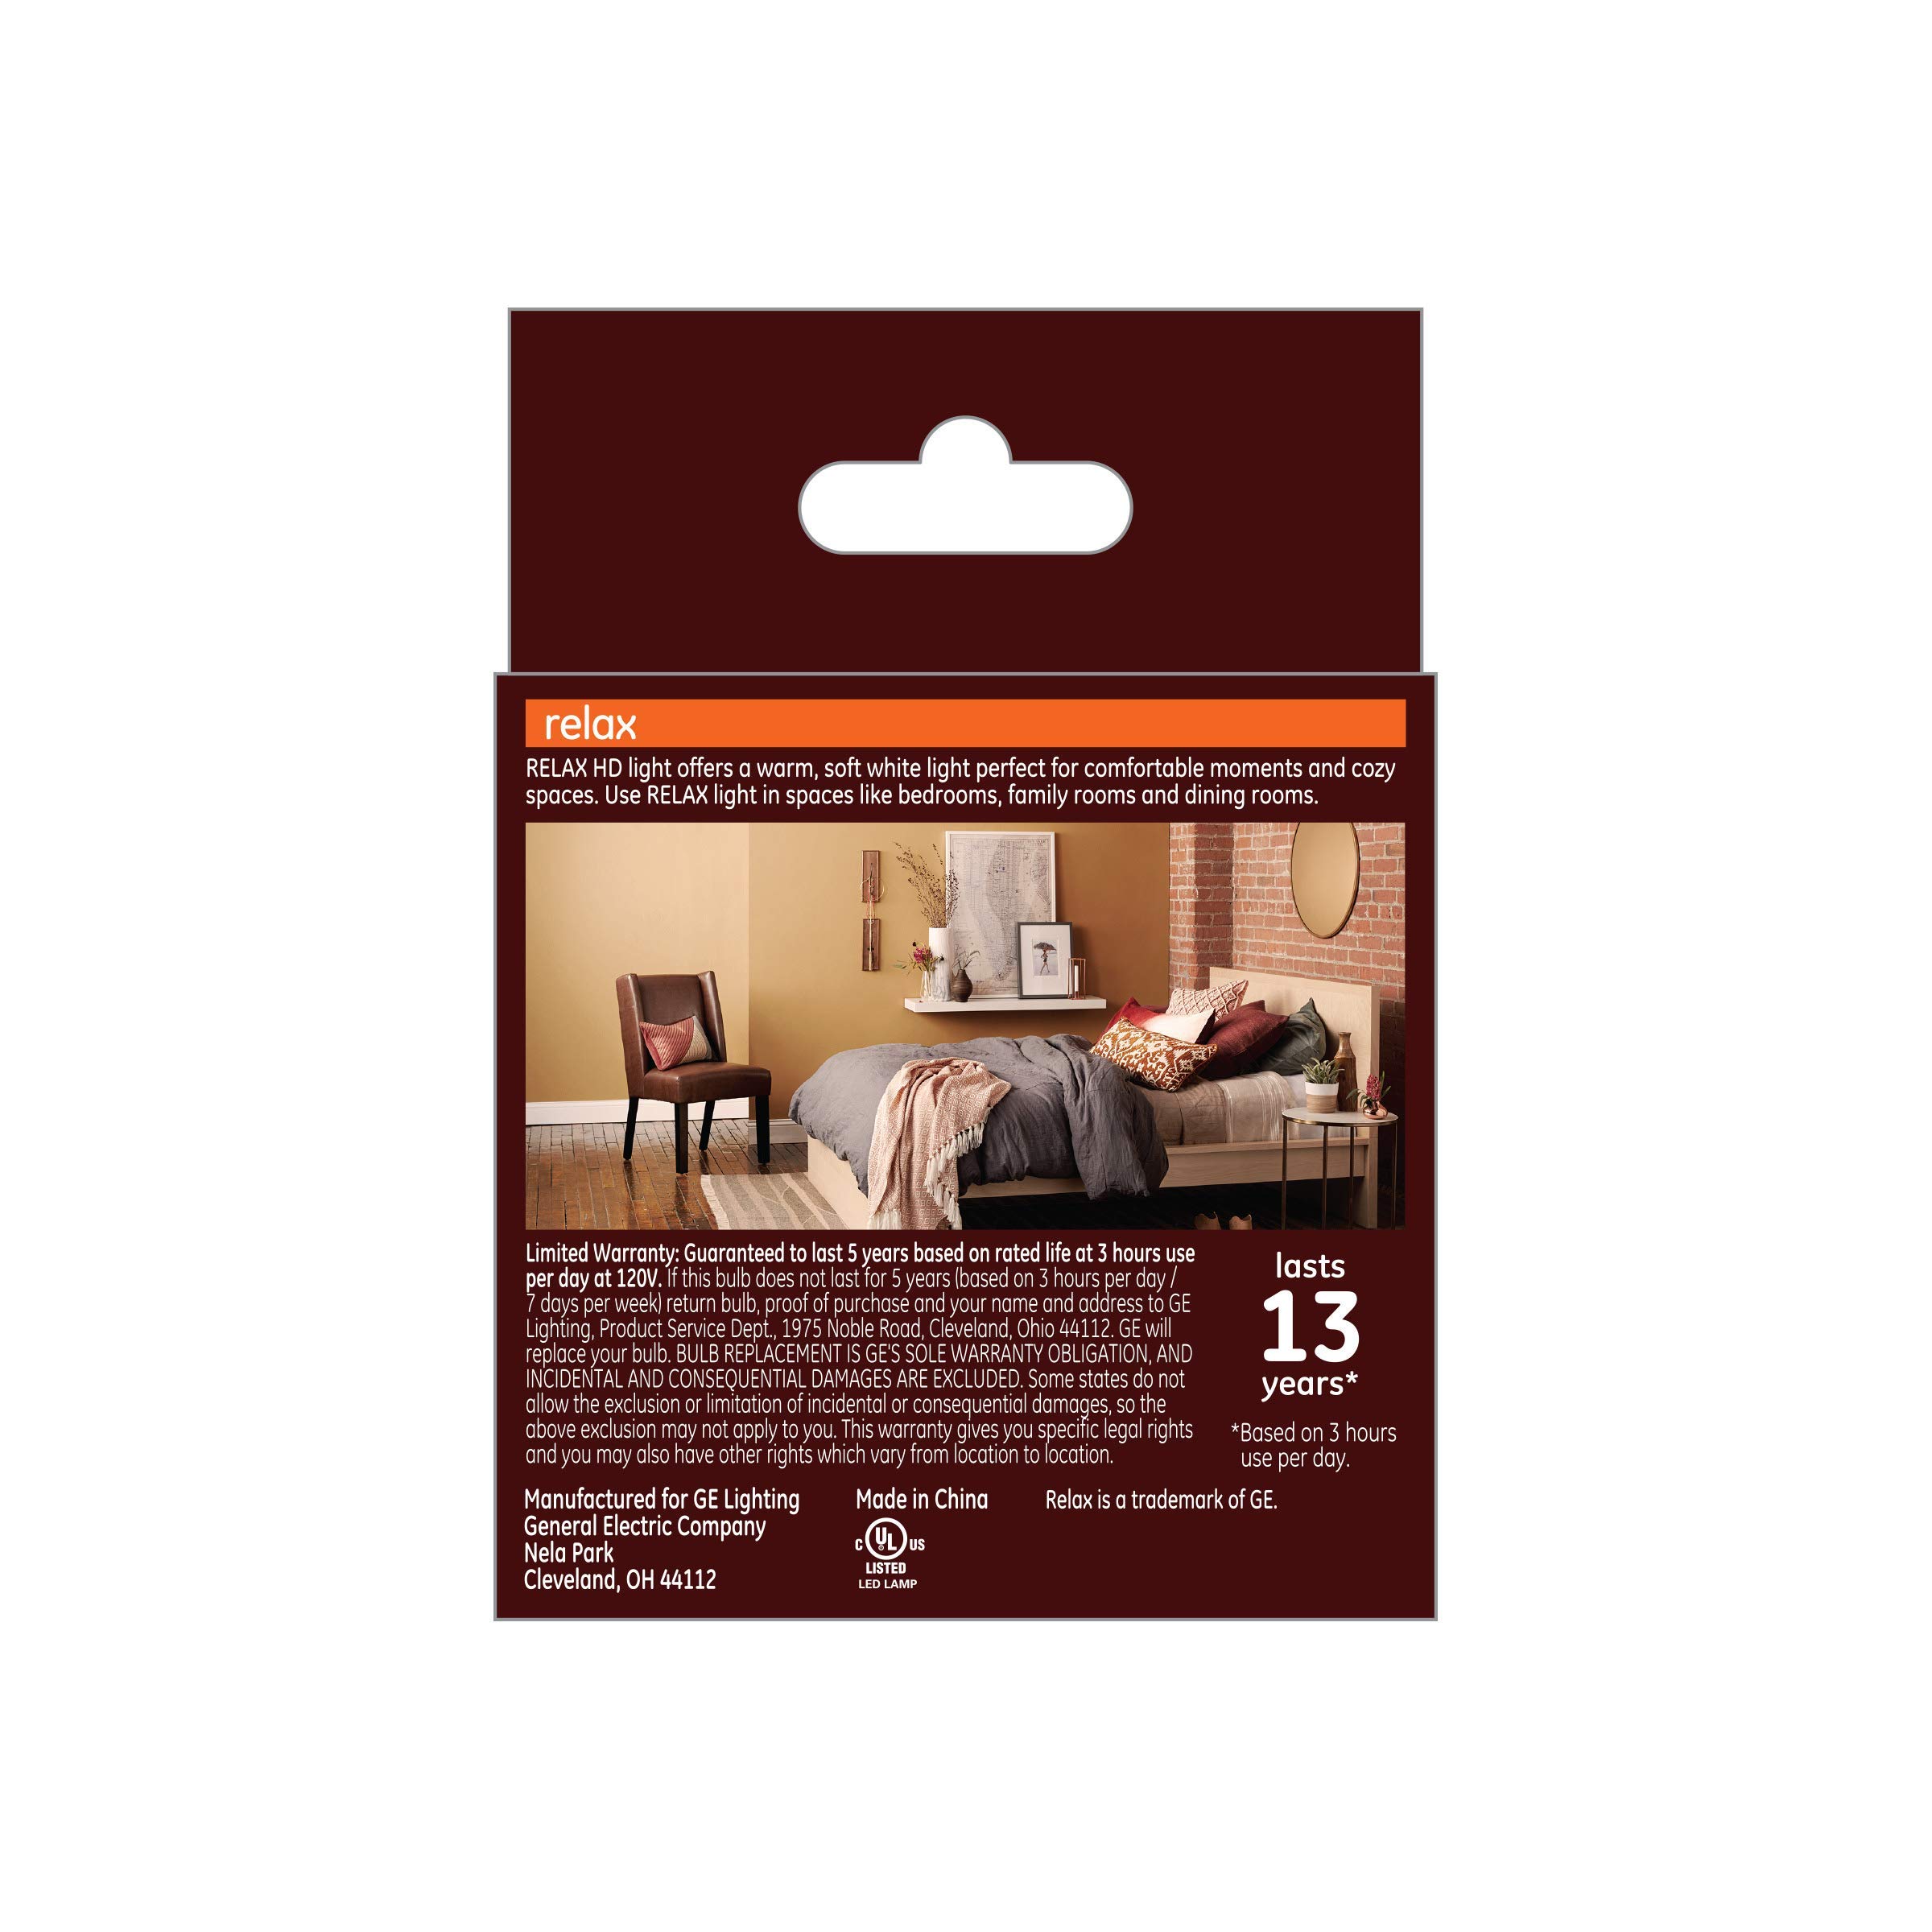 relax
RELAX HD light offers a warm, soft white light perfect for comfortable moments and cozy
spaces. Use RELAX light in spaces like bedrooms, family rooms and dining rooms.
Limited Warranty: Guaranteed to last 5 years based on rated life at 3 hours use
per day at 120V. If this bulb does not last for 5 years (based on 3 hours per day /
7 days per week) return bulb, proof of purchase and your name and address to GE
Lighting, Product Service Dept., 1975 Noble Road, Cleveland, Ohio 44112. GE will
replace your bulb. BULB REPLACEMENT IS GE'S SOLE WARRANTY OBLIGATION, AND
INCIDENTAL AND CONSEQUENTIAL DAMAGES ARE EXCLUDED. Some states do not
allow the exclusion or limitation of incidental or consequential damages, so the
above exclusion may not apply to you. This warranty gives you specific legal rights
and you may also have other rights which vary from location to location.
lasts
13
years*
*Based on 3 hours
use per day.
Manufactured for GE Lighting
General Electric Company
Nela Park
Cleveland, OH 44112
Made in China
C UL US
LISTED
LED LAMP
Relax is a trademark of GE.